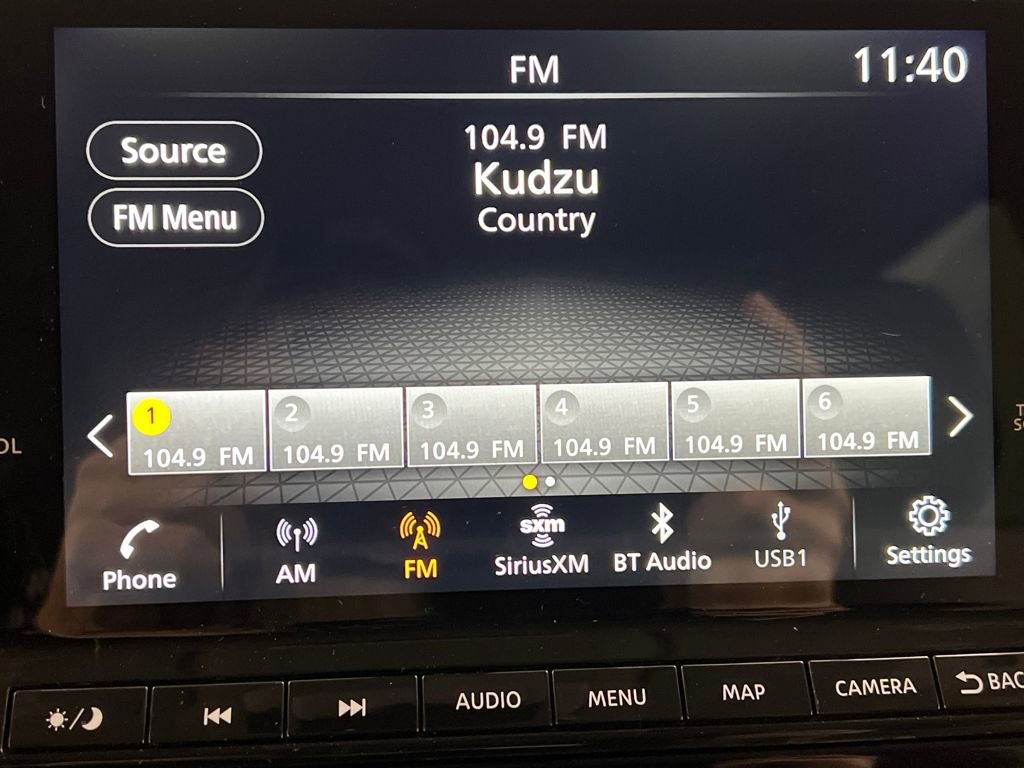 FM
11:40
Source
104.9 FM
Kudzu
FM Menu
Country
1
2
3
4
5
6
104.9 FM
104.9 FM
104.9 FM
104.9 FM
104.9 FM
104.9 FM
OL
Phone
AM
FM
sxm
SiriusXM
BT Audio
USB1
Settings
AUDIO
MENU
MAP
CAMERA
BAC